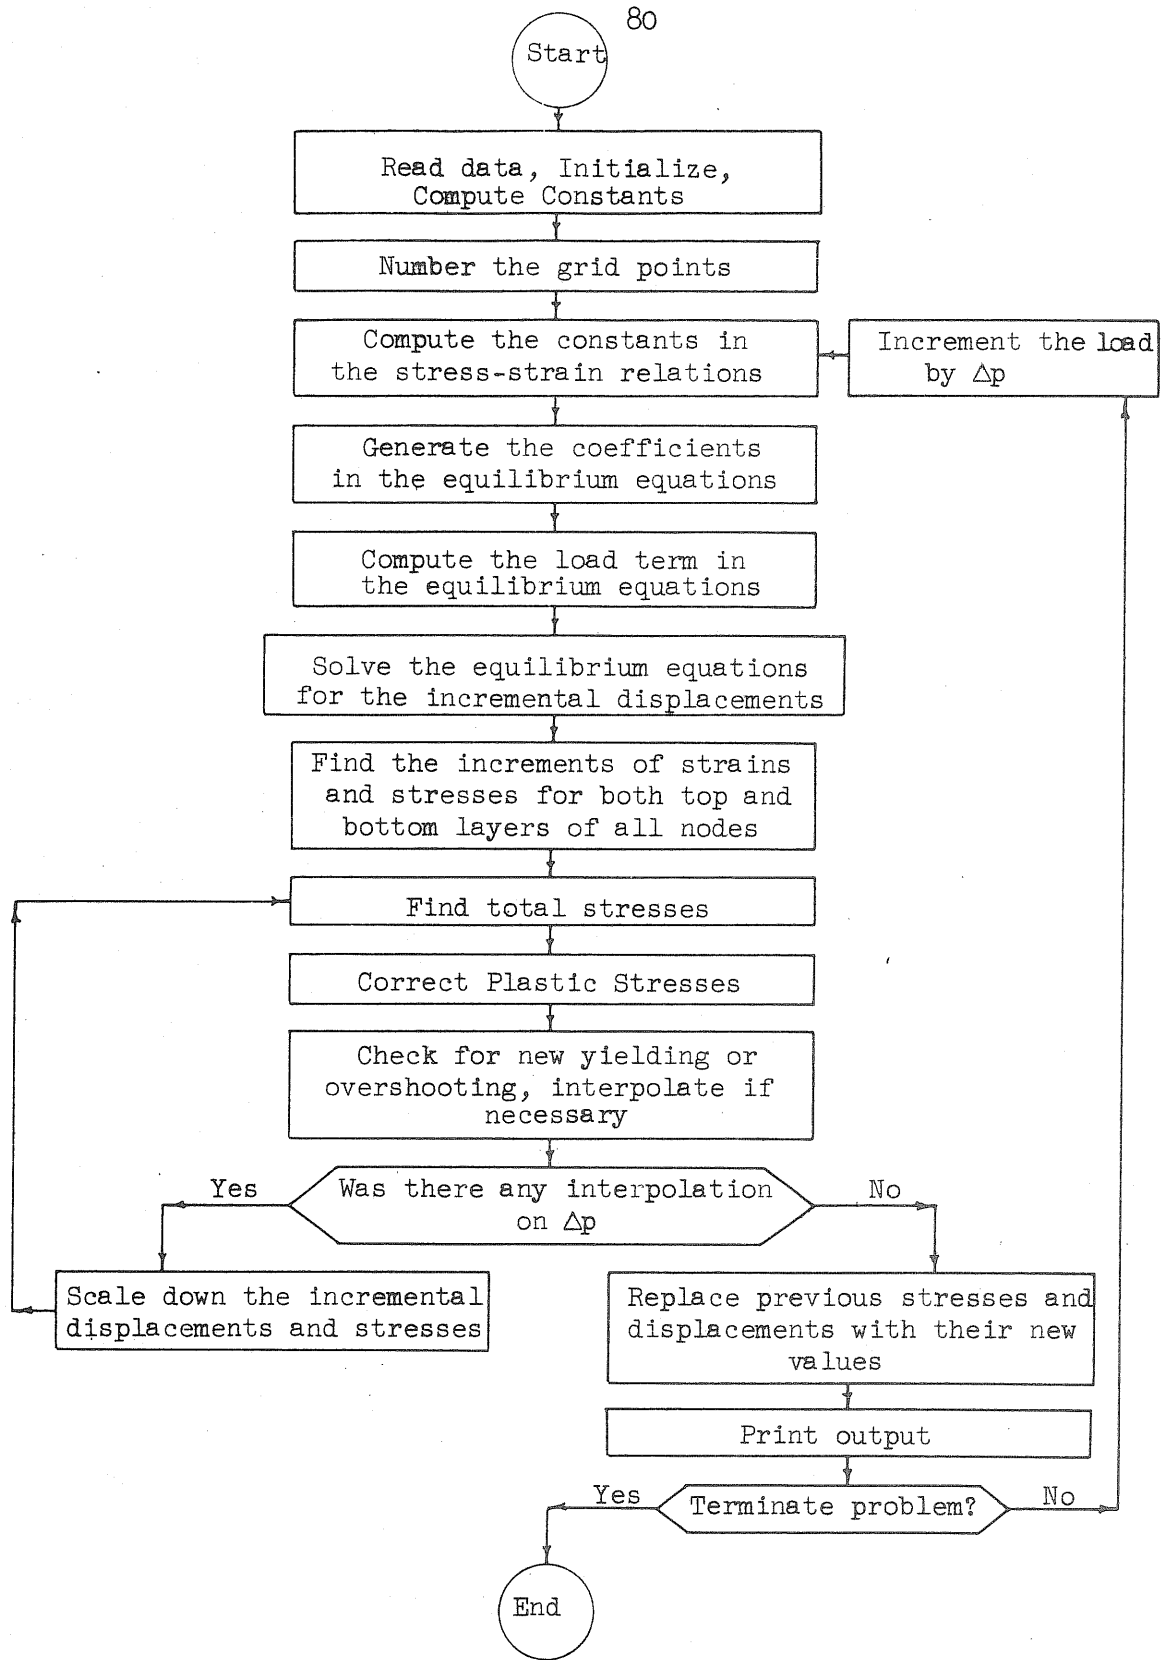 80
Start
Read data, Initialize,
Compute Constants
Number the grid points
Compute the constants in
the stress-strain relations
Increment the load
by Δp
Generate the coefficients
in the equilibrium equations
Compute the load term in
the equilibrium equations
Solve the equilibrium equations
for the incremental displacements
Find the increments of strains
and stresses for both top and
bottom layers of all nodes
Find total stresses
Correct Plastic Stresses
Check for new yielding or
overshooting, interpolate if
necessary
Yes
Was there any interpolation
on Δp
No
Scale down the incremental
displacements and stresses
Replace previous stresses and
displacements with their new
values
Print output
Yes
Terminate problem?
No
End